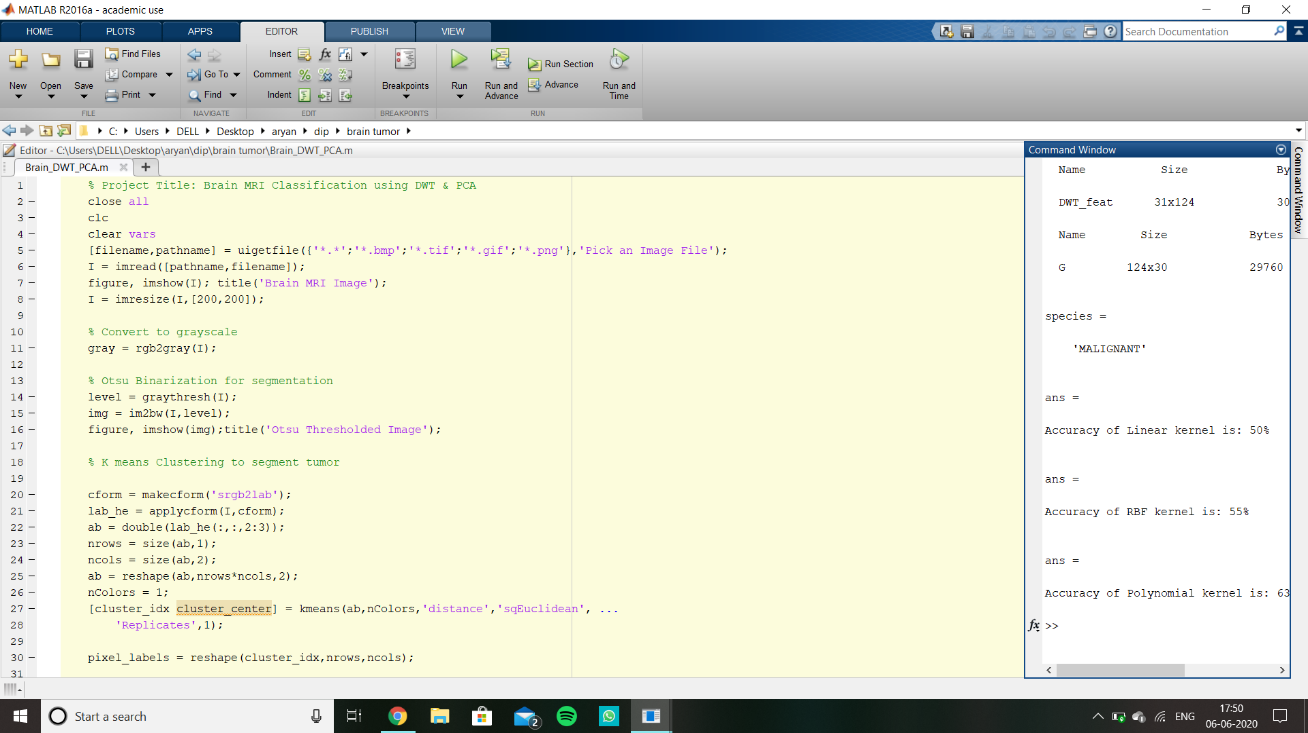 MATLAB R2016a - academic use
HOME PLOTS APPS EDITOR PUBLISH VIEW
Search Documentation
New
Open
Save
Find Files
Compare
Print
FILE
Go To
Find
NAVIGATE
Insert
Comment
Indent
EDIT
Breakpoints
BREAKPOINTS
Run
Run and
Advance
Run Section
Advance
Run and
Time
RUN
C: Users DELL Desktop aryan dip brain tumor
Editor - C:\Users\DELL\Desktop\aryan\dip\brain tumor\Brain_DWT_PCA.m
Brain_DWT_PCA.m
1 % Project Title: Brain MRI Classification using DWT & PCA
2 close all
3 clc
4 clear vars
5 [filename,pathname] = uigetfile({'*.*';'*.bmp';'*.tif';'*.gif';'*.png'},'Pick an Image File');
6 I = imread([pathname,filename]);
7 figure, imshow(I); title('Brain MRI Image');
8 I = imresize(I,[200,200]);
9
10 % Convert to grayscale
11 gray = rgb2gray(I);
12
13 % Otsu Binarization for segmentation
14 level = graythresh(I);
15 img = im2bw(I,level);
16 figure, imshow(img);title('Otsu Thresholded Image');
17
18 % K means Clustering to segment tumor
19
20 cform = makecform('srgb2lab');
21 lab_he = applycform(I,cform);
22 ab = double(lab_he(:,:,2:3));
23 nrows = size(ab,1);
24 ncols = size(ab,2);
25 ab = reshape(ab,nrows*ncols,2);
26 nColors = 1;
27 [cluster_idx cluster_center] = kmeans(ab,nColors,'distance','sqEuclidean', ...
28 'Replicates',1);
29
30 pixel_labels = reshape(cluster_idx,nrows,ncols);
31
Command Window
Name Size By
DWT_feat 31x124 30
Name Size Bytes
G 124x30 29760
species =
'MALIGNANT'
ans =
Accuracy of Linear kernel is: 50%
ans =
Accuracy of RBF kernel is: 55%
ans =
Accuracy of Polynomial kernel is: 63
fx >>
Command Window
Start a search
2
ENG
17:50
06-06-2020